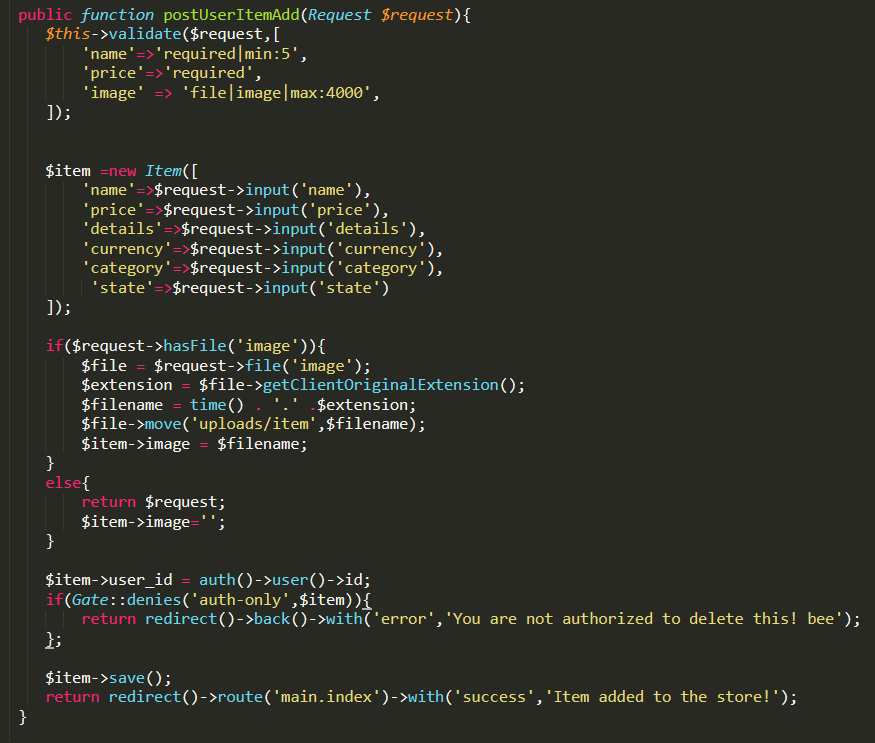 public function postUserItemAdd(Request $request){
$this->validate($request,[
'name'=>'required|min:5',
'price'=>'required',
'image' => 'file|image|max:4000',
]);
$item =new Item([
'name'=>$request->input('name'),
'price'=>$request->input('price'),
'details'=>$request->input('details'),
'currency'=>$request->input('currency'),
'category'=>$request->input('category'),
'state'=>$request->input('state')
]);
if($request->hasFile('image')){
$file = $request->file('image');
$extension = $file->getClientOriginalExtension();
$filename = time() . '.' .$extension;
$file->move('uploads/item',$filename);
$item->image = $filename;
}
else{
return $request;
$item->image='';
}
$item->user_id = auth()->user()->id;
if(Gate::denies('auth-only',$item)){
return redirect()->back()->with('error','You are not authorized to delete this! bee');
};
$item->save();
return redirect()->route('main.index')->with('success','Item added to the store!');
}